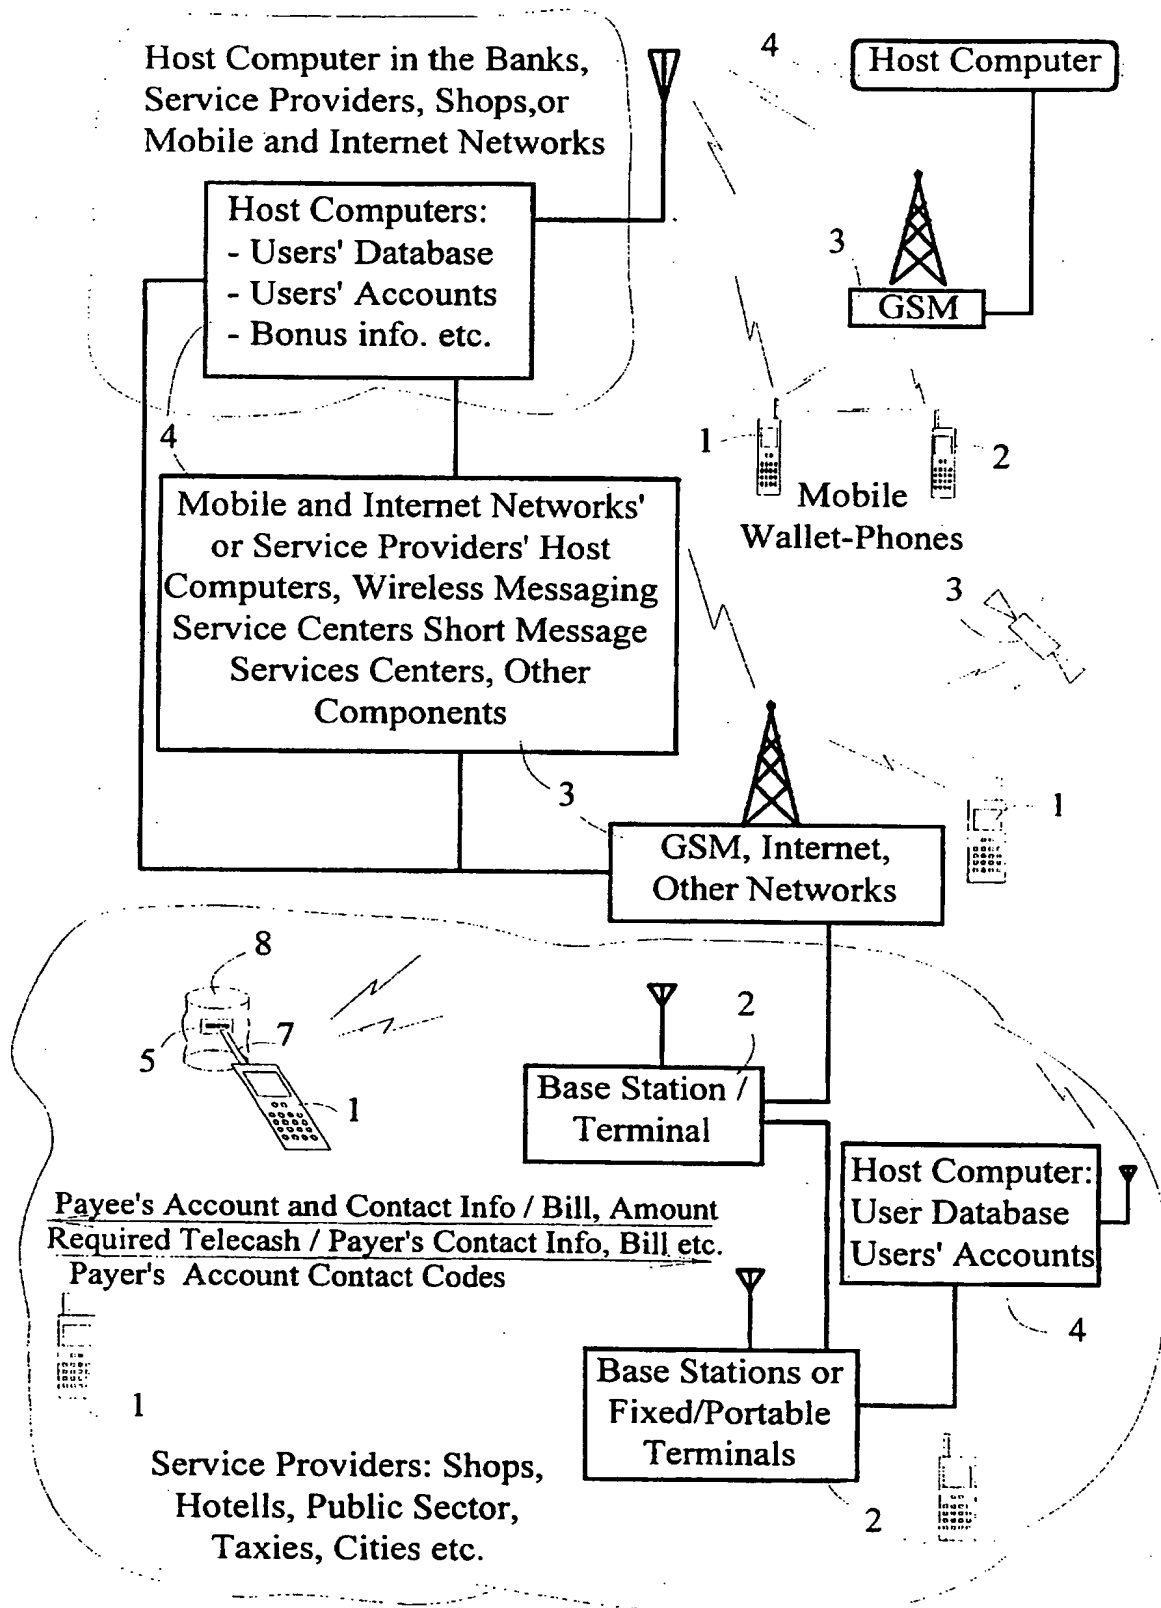 Host Computer in the Banks,
Service Providers, Shops,or
Mobile and Internet Networks
4
Host Computer
Host Computers:
- Users' Database
- Users' Accounts
- Bonus info. etc.
3
GSM
4
1
2
Mobile
Wallet-Phones
Mobile and Internet Networks'
or Service Providers' Host
Computers, Wireless Messaging
Service Centers Short Message
Services Centers, Other
Components
3
3
1
GSM, Internet,
Other Networks
8
5
7
1
2
Base Station /
Terminal
Host Computer:
User Database
Users' Accounts
4
Payee's Account and Contact Info / Bill, Amount
Required Telecash / Payer's Contact Info, Bill etc.
Payer's Account Contact Codes
1
Base Stations or
Fixed/Portable
Terminals
2
Service Providers: Shops,
Hotells, Public Sector,
Taxies, Cities etc.